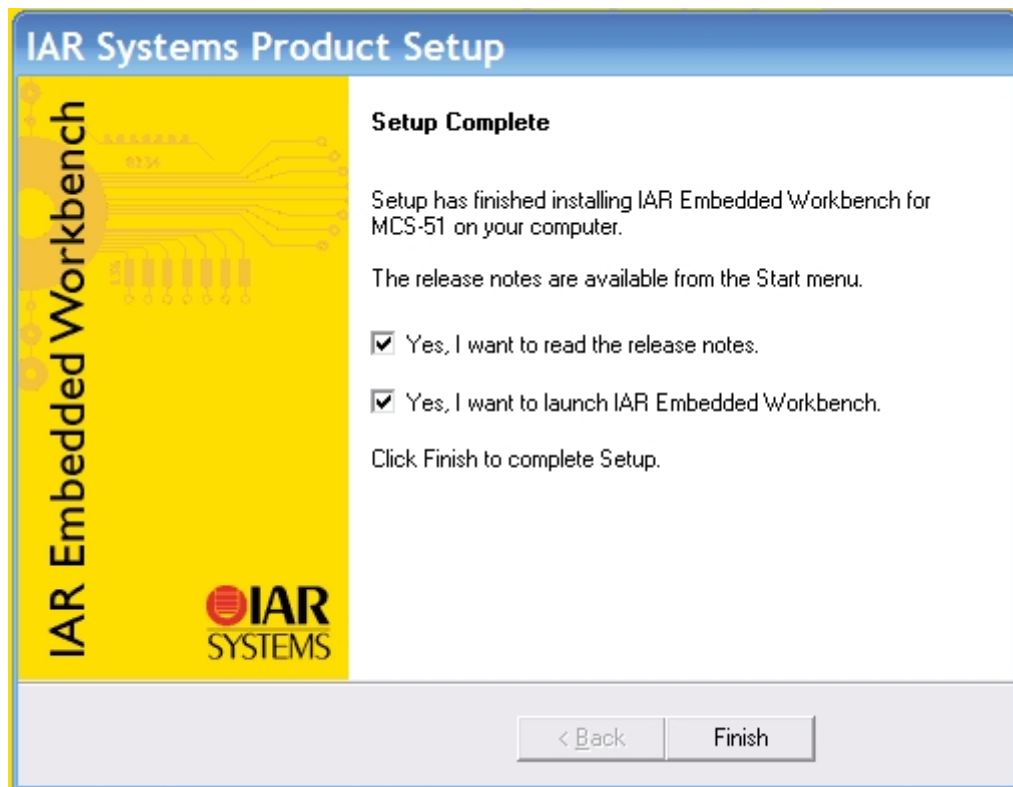 IAR Systems Product Setup
IAR Embedded Workbench
8234
136
IAR
SYSTEMS
Setup Complete
Setup has finished installing IAR Embedded Workbench for
MCS-51 on your computer.
The release notes are available from the Start menu.
Yes, I want to read the release notes.
Yes, I want to launch IAR Embedded Workbench.
Click Finish to complete Setup.
< Back
Finish